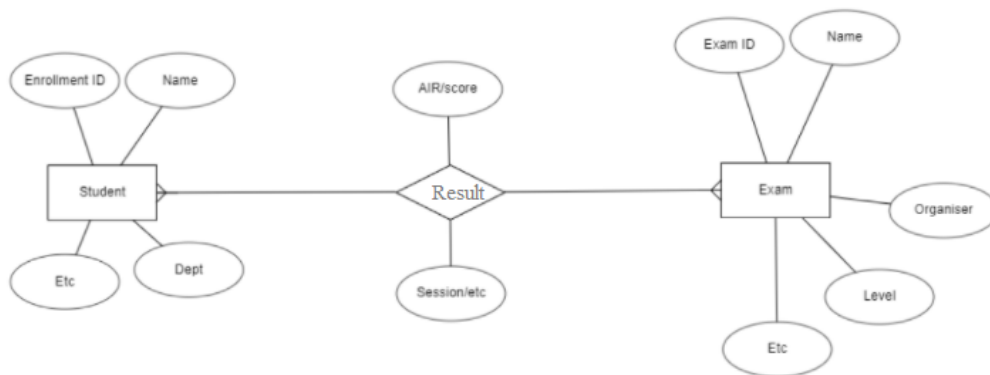 Exam ID
Name
Enrollment ID
Name
AIR/score
Student
Result
Exam
Organiser
Etc
Dept
Session/etc
Level
Etc